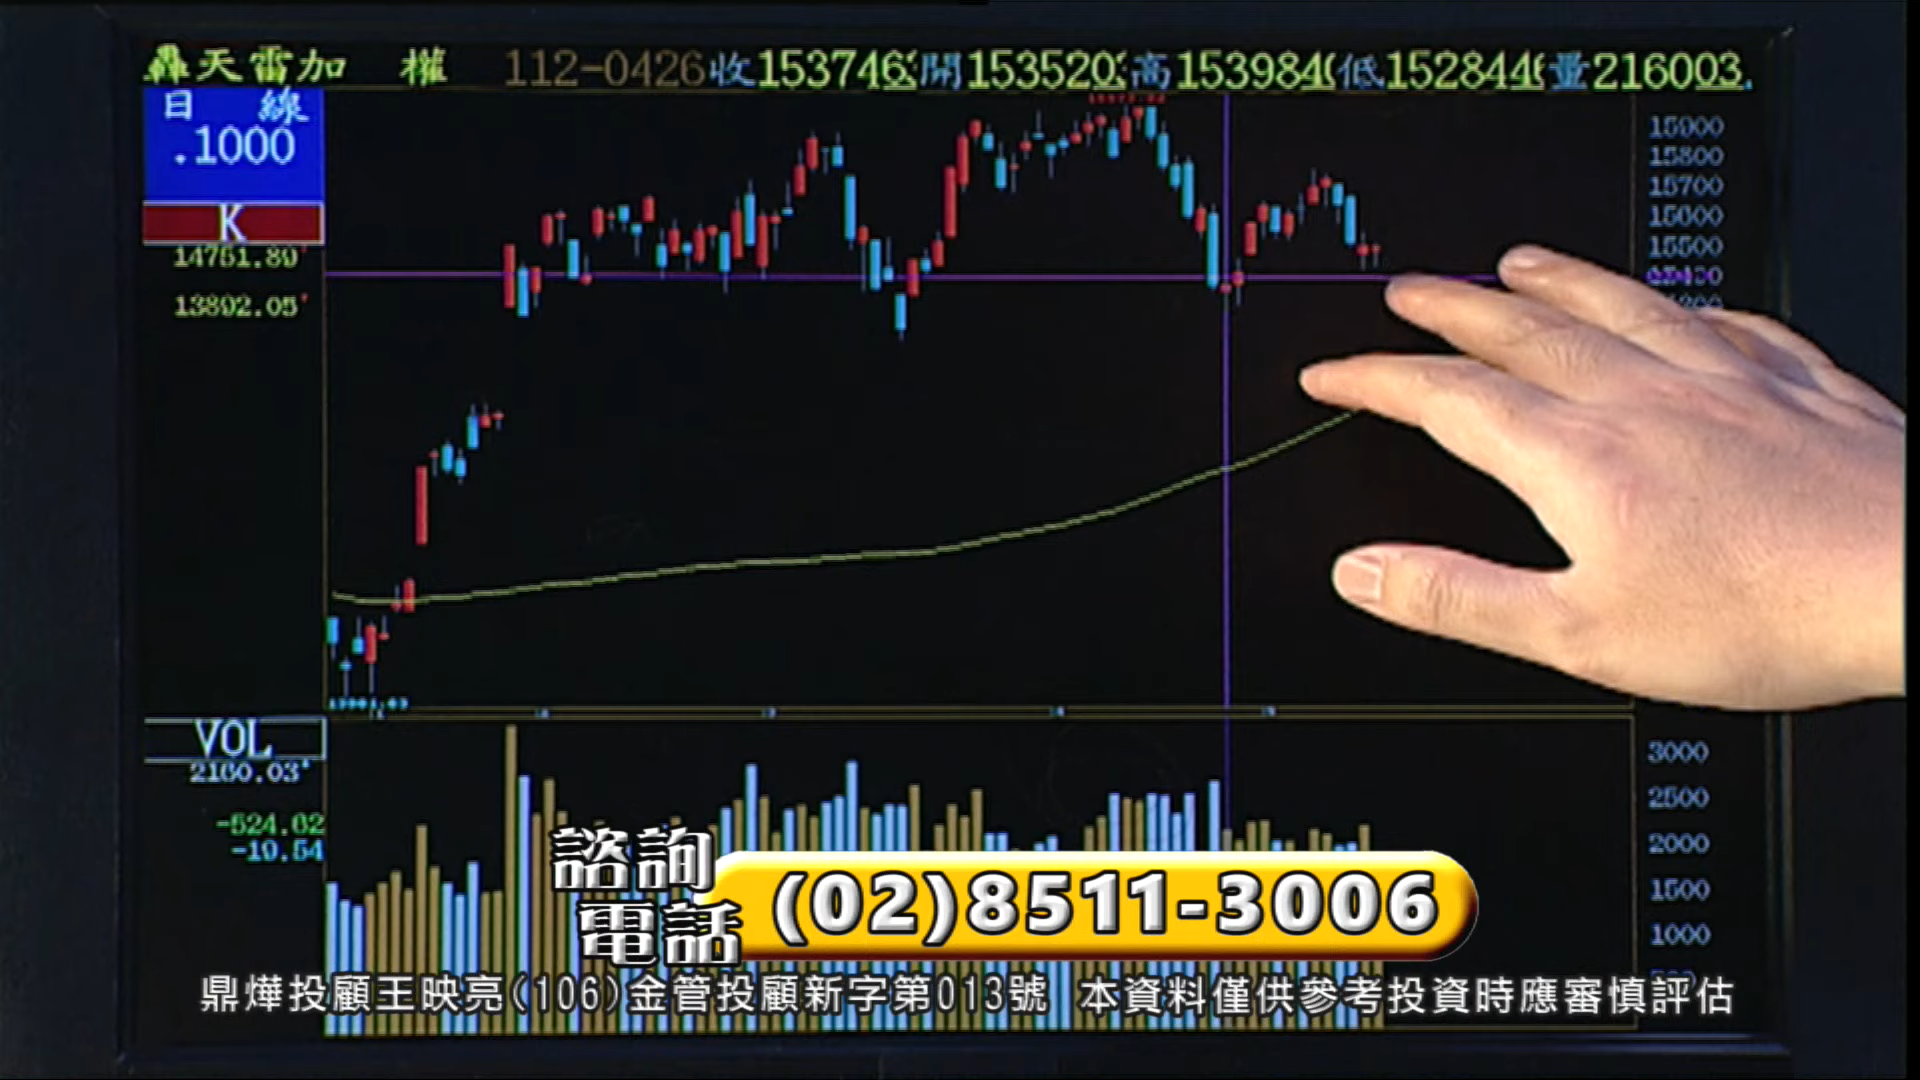 轟天雷加 權 112-0426收153746開153520高153984低152844量216003.
日 線
.1000
K
14751.89
13892.05
15900
15800
15700
15600
15500
VOL
2160.03
-524.02
-10.54
3000
2500
2000
1500
1000
諮詢
電話
(02)8511-3006
鼎燁投顧王映亮(106)金管投顧新字第013號 本資料僅供參考投資時應審慎評估